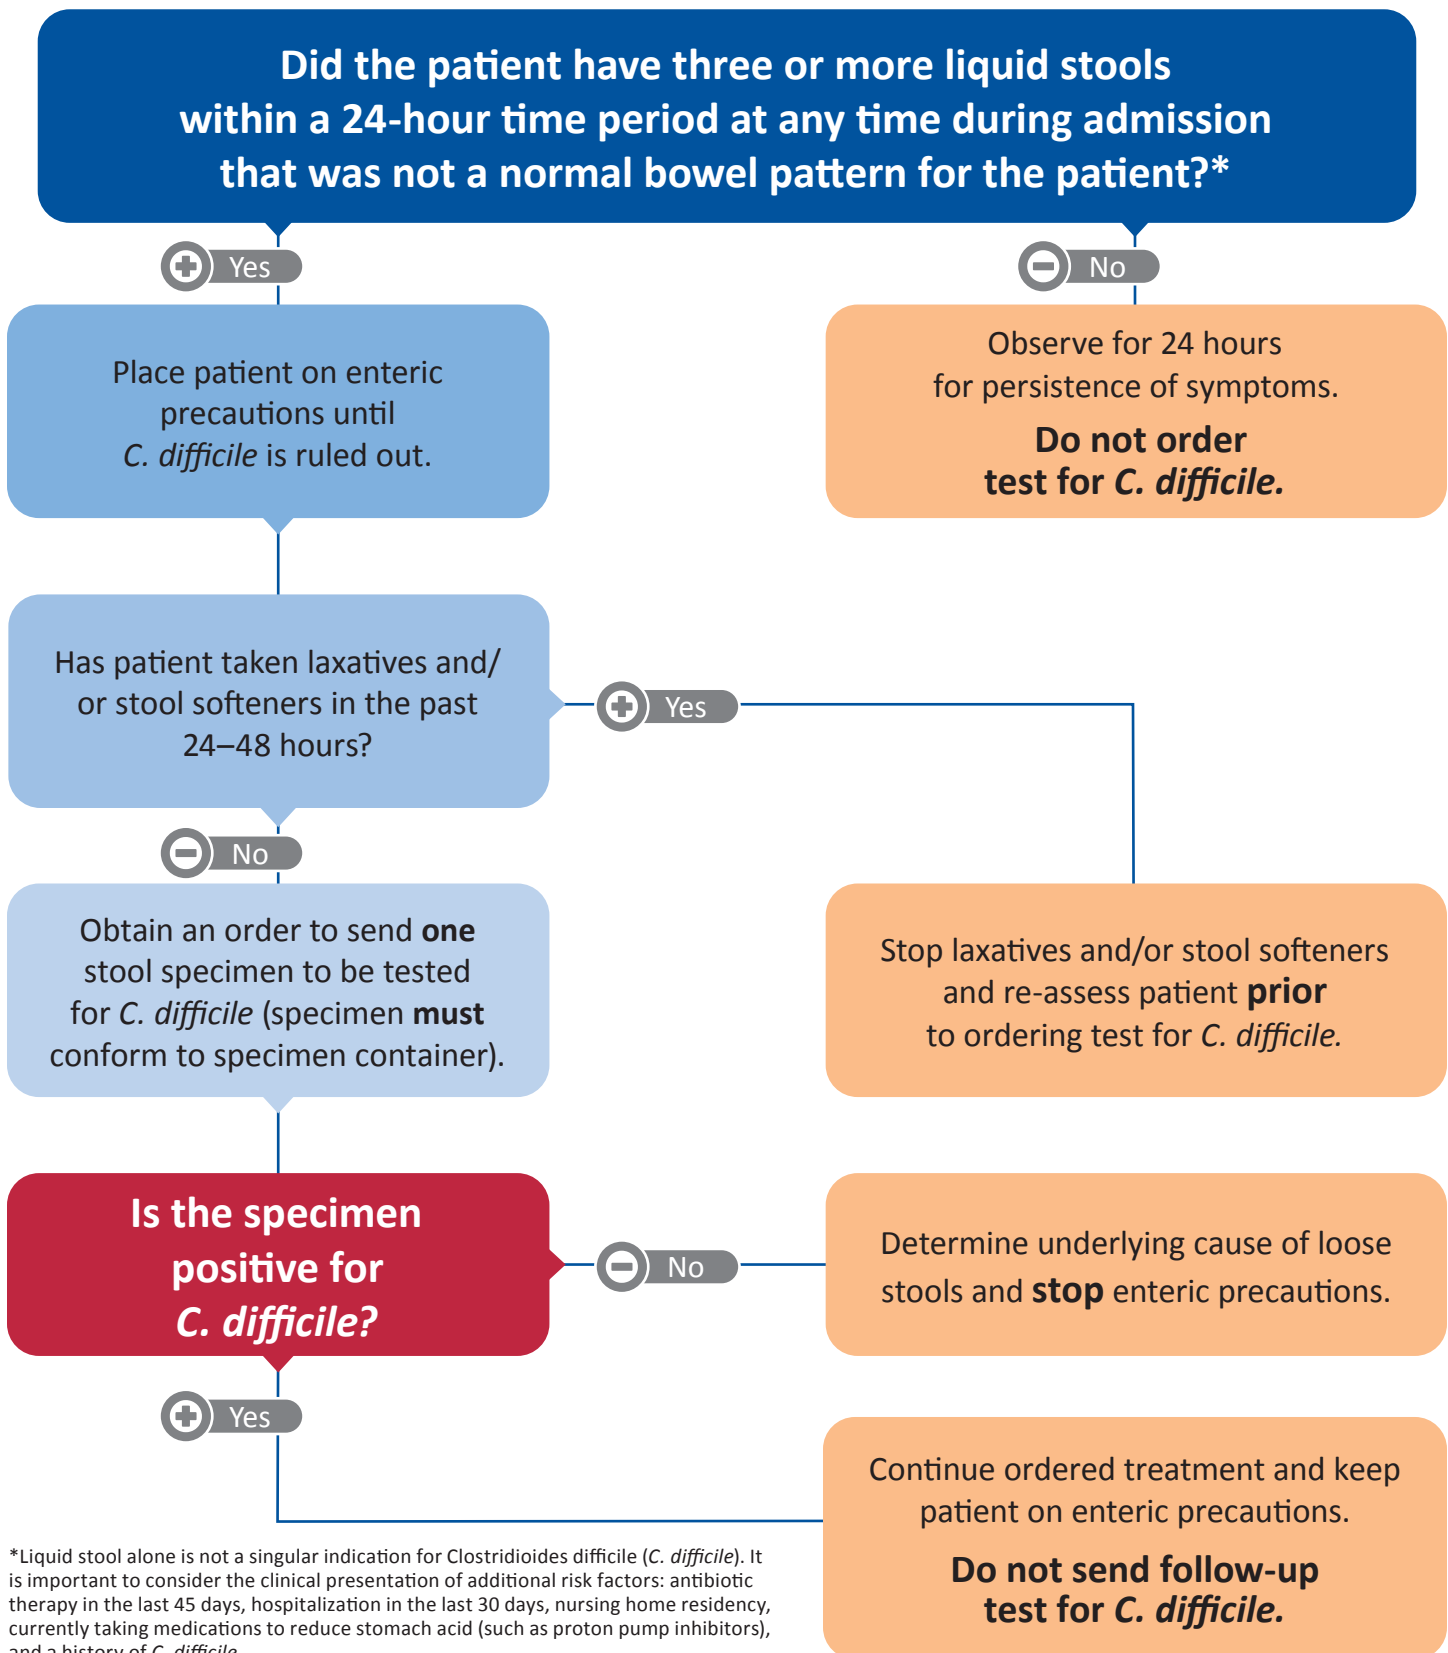 Did the patient have three or more liquid stools
within a 24-hour time period at any time during admission
that was not a normal bowel pattern for the patient?*
Yes
No
Place patient on enteric
precautions until
C. difficile is ruled out.
Observe for 24 hours
for persistence of symptoms.
Do not order
test for C. difficile.
Has patient taken laxatives and/
or stool softeners in the past
24–48 hours?
Yes
No
Obtain an order to send one
stool specimen to be tested
for C. difficile (specimen must
conform to specimen container).
Stop laxatives and/or stool softeners
and re-assess patient prior
to ordering test for C. difficile.
Is the specimen
positive for
C. difficile?
No
Determine underlying cause of loose
stools and stop enteric precautions.
Yes
Continue ordered treatment and keep
patient on enteric precautions.
Do not send follow-up
test for C. difficile.
*Liquid stool alone is not a singular indication for Clostridioides difficile (C. difficile). It
is important to consider the clinical presentation of additional risk factors: antibiotic
therapy in the last 45 days, hospitalization in the last 30 days, nursing home residency,
currently taking medications to reduce stomach acid (such as proton pump inhibitors),
and a history of C. difficile